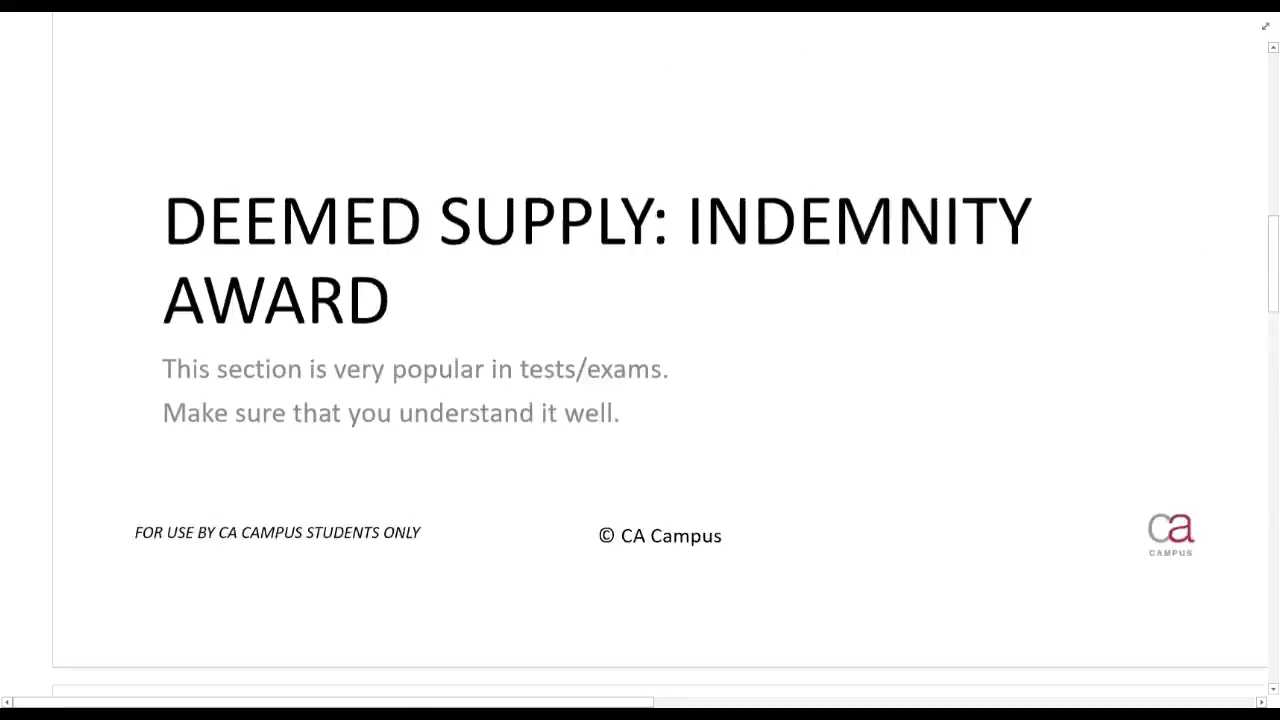 DEEMED SUPPLY: INDEMNITY
AWARD
This section is very popular in tests/exams.
Make sure that you understand it well.
FOR USE BY CA CAMPUS STUDENTS ONLY
© CA Campus
ca
CAMPUS